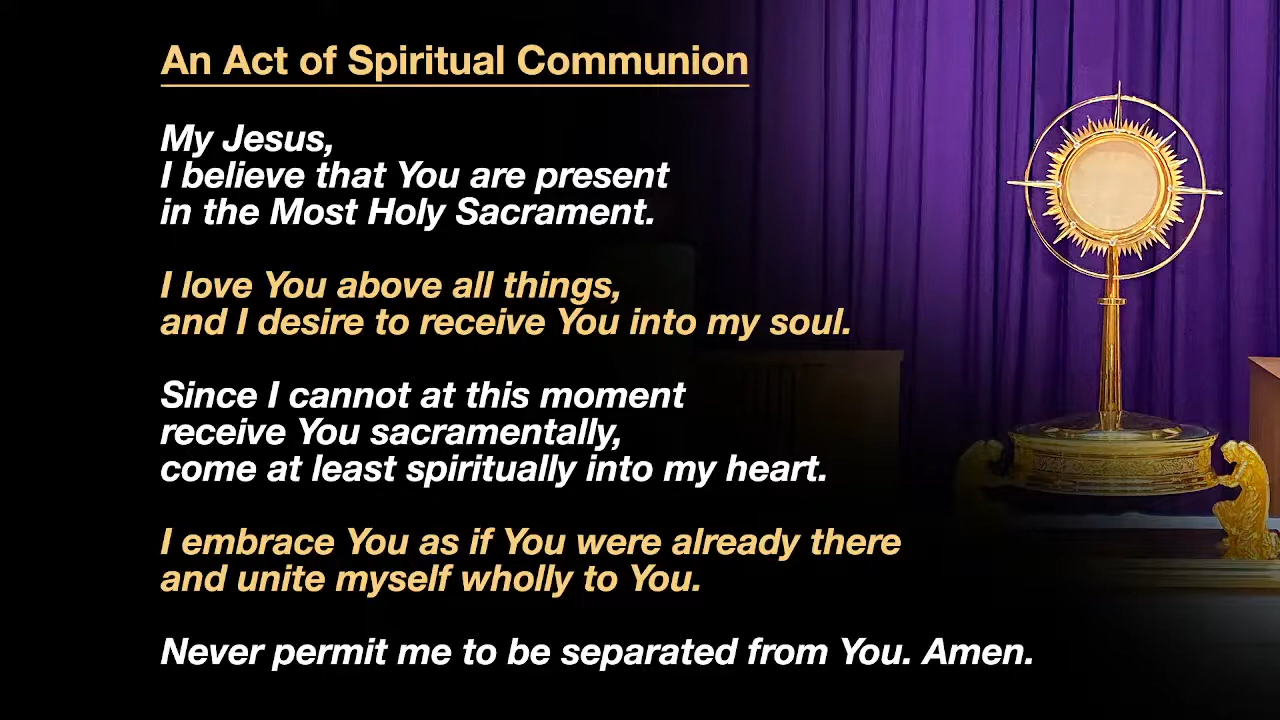 An Act of Spiritual Communion
My Jesus,
I believe that You are present
in the Most Holy Sacrament.
I love You above all things,
and I desire to receive You into my soul.
Since I cannot at this moment
receive You sacramentally,
come at least spiritually into my heart.
I embrace You as if You were already there
and unite myself wholly to You.
Never permit me to be separated from You. Amen.